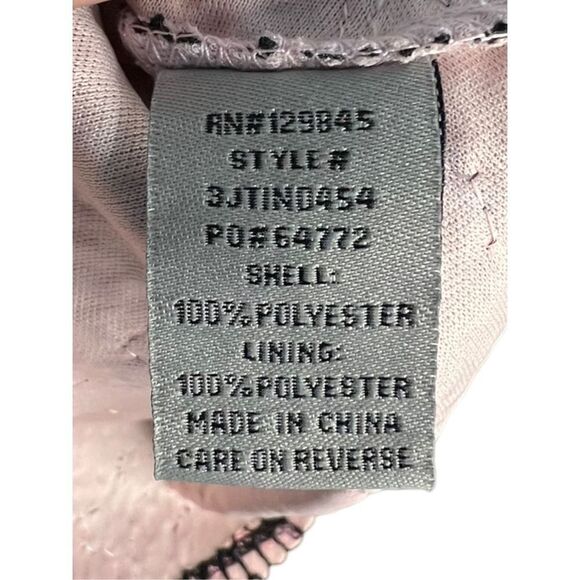 RN#129845
STYLE#
3JTIND454
PO#64772
SHELL:
100%POLYESTER
LINING:
100%POLYESTER
MADE IN CHINA
CARE ON REVERSE